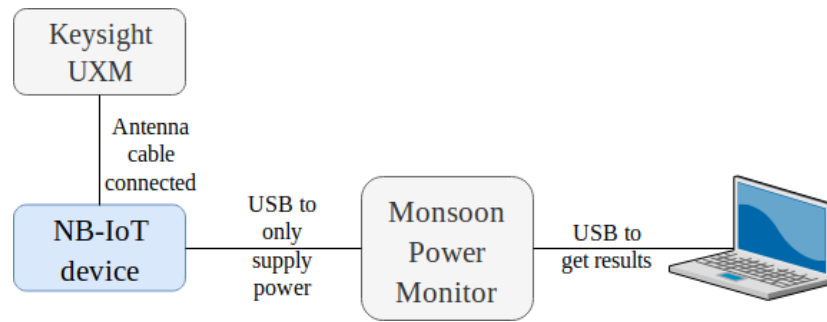 Keysight
UXM
Antenna
cable
connected
NB-IoT
device
USB to
only
supply
power
Monsoon
Power
Monitor
USB to
get results